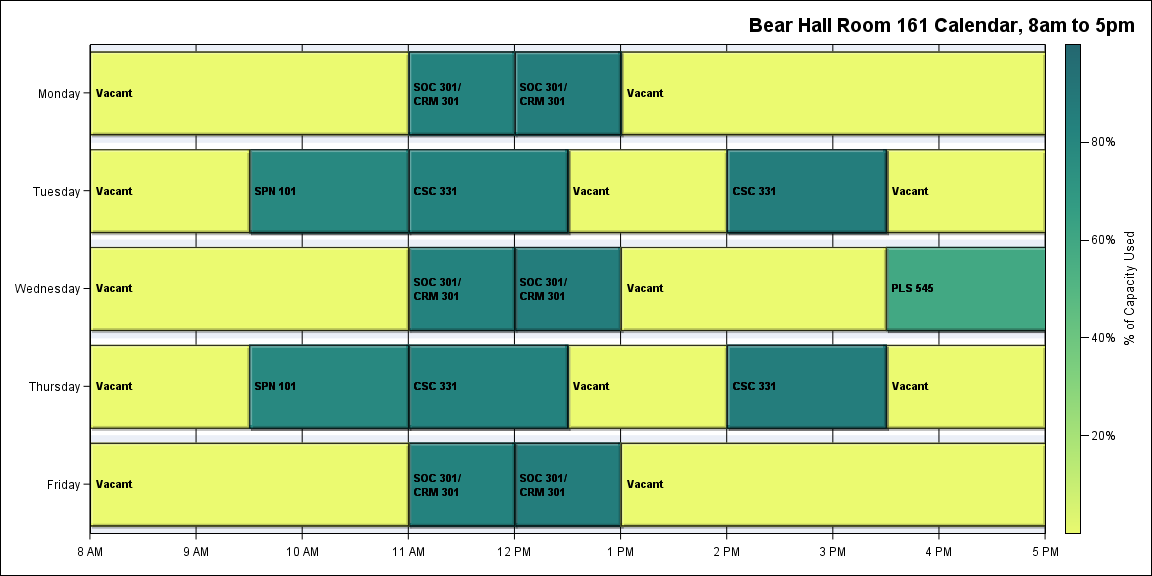 Bear Hall Room 161 Calendar, 8am to 5pm
Monday
Vacant
SOC 301/
CRM 301
SOC 301/
CRM 301
Vacant
Tuesday
Vacant
SPN 101
CSC 331
Vacant
CSC 331
Vacant
Wednesday
Vacant
SOC 301/
CRM 301
SOC 301/
CRM 301
Vacant
PLS 545
Thursday
Vacant
SPN 101
CSC 331
Vacant
CSC 331
Vacant
Friday
Vacant
SOC 301/
CRM 301
SOC 301/
CRM 301
Vacant
8 AM
9 AM
10 AM
11 AM
12 PM
1 PM
2 PM
3 PM
4 PM
5 PM
80%
60%
40%
20%
% of Capacity Used